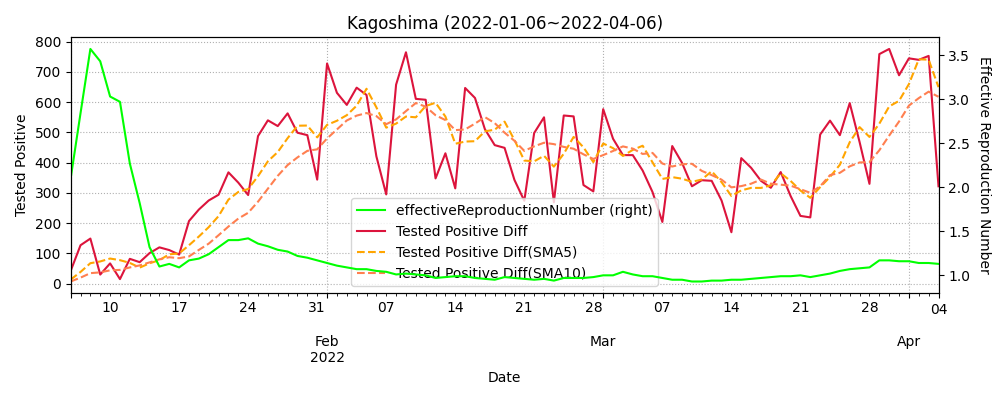 Kagoshima (2022-01-06~2022-04-06)
800
700
600
500
400
300
200
100
0
Tested Positive
3.5
3.0
2.5
2.0
1.5
1.0
Effective Reproduction Number
effectiveReproductionNumber (right)
Tested Positive Diff
Tested Positive Diff(SMA5)
Tested Positive Diff(SMA10)
10 17 24 31 07 14 21 28 07 14 21 28 04
Feb Mar Apr
2022
Date